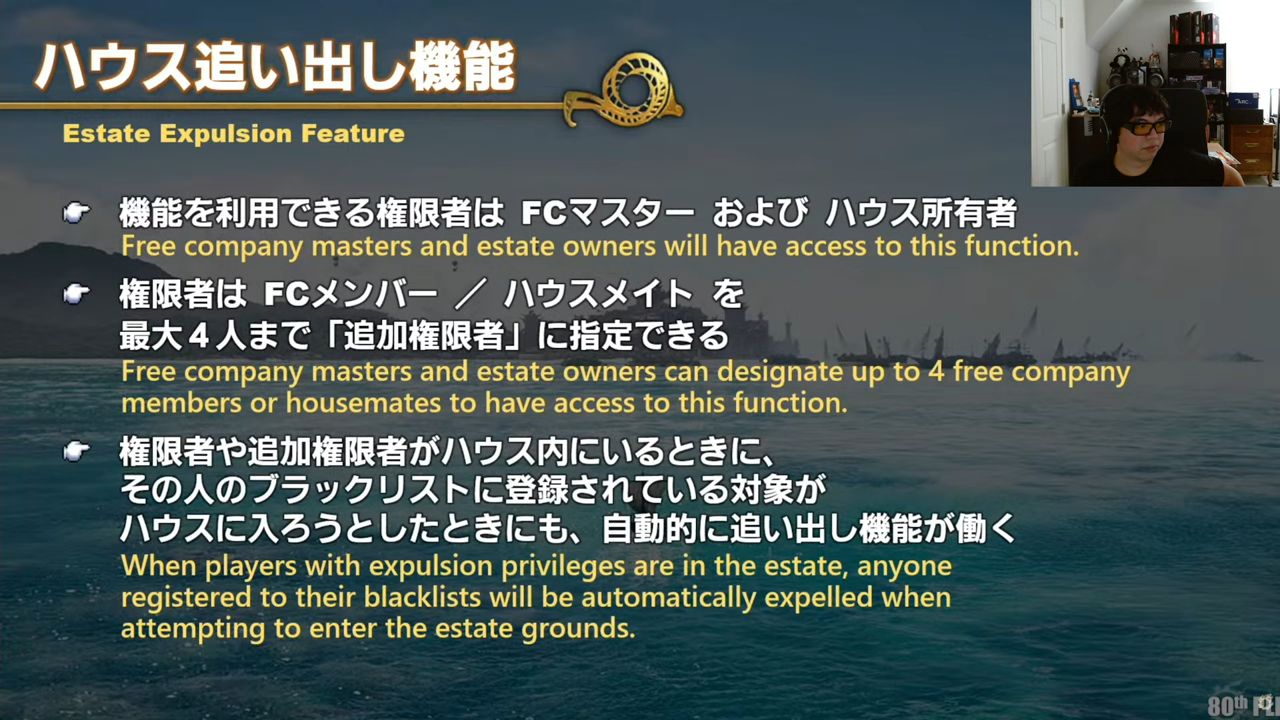 ハウス追い出し機能
Estate Expulsion Feature
機能を利用できる権限者は FCマスター および ハウス所有者
Free company masters and estate owners will have access to this function.
権限者は FCメンバー ／ ハウスメイト を
最大４人まで「追加権限者」に指定できる
Free company masters and estate owners can designate up to 4 free company
members or housemates to have access to this function.
権限者や追加権限者がハウス内にいるときに、
その人のブラックリストに登録されている対象が
ハウスに入ろうとしたときにも、自動的に追い出し機能が働く
When players with expulsion privileges are in the estate, anyone
registered to their blacklists will be automatically expelled when
attempting to enter the estate grounds.
80th
ARC